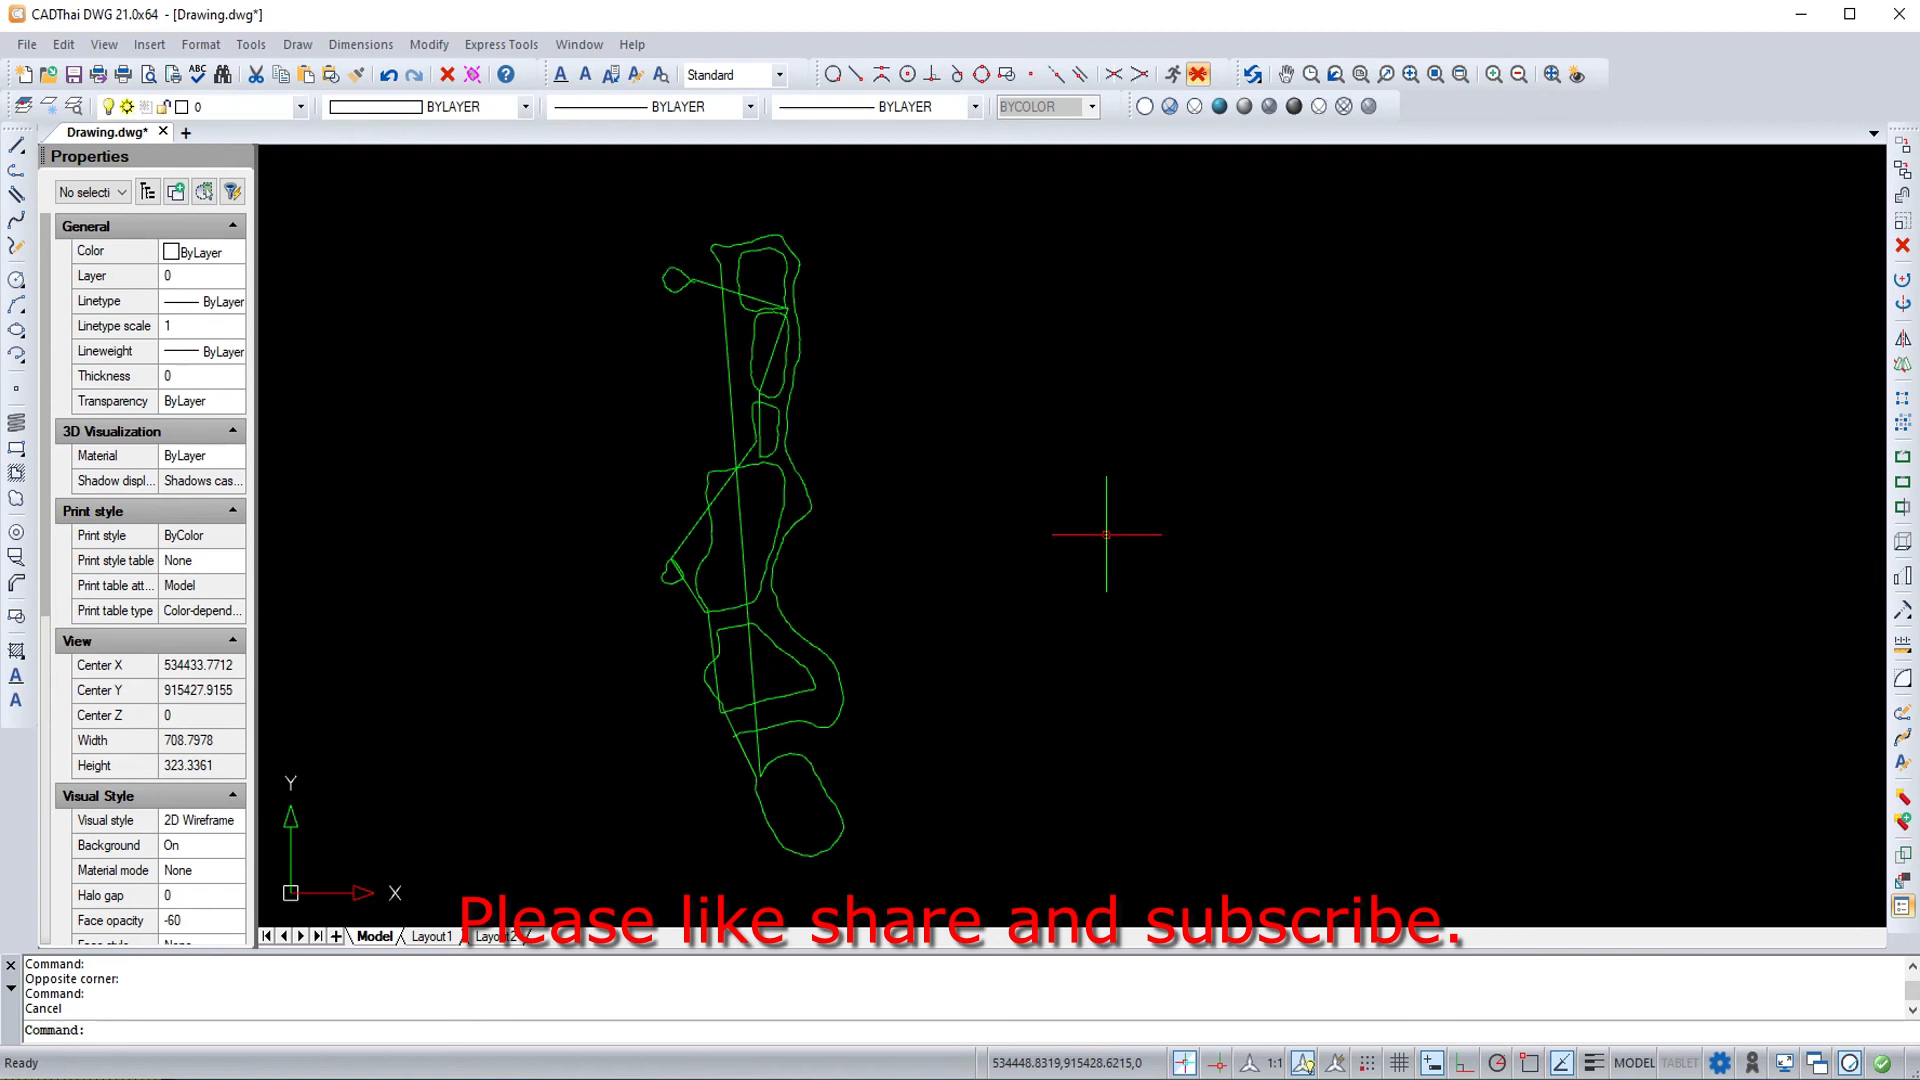 CADThai DWG 21.0x64 - [Drawing.dwg*]
File Edit View Insert Format Tools Draw Dimensions Modify Express Tools Window Help
ABC Standard
0 BYLAYER BYLAYER BYLAYER BYCOLOR
Drawing.dwg*
Properties
No selecti
General
Color ByLayer
Layer 0
Linetype ByLayer
Linetype scale 1
Lineweight ByLayer
Thickness 0
Transparency ByLayer
3D Visualization
Material ByLayer
Shadow displ... Shadows cas...
Print style
Print style ByColor
Print style table None
Print table att... Model
Print table type Color-depend...
View
Center X 534433.7712
Center Y 915427.9155
Center Z 0
Width 708.7978
Height 323.3361
Visual Style
Visual style 2D Wireframe
Background On
Material mode None
Halo gap 0
Face opacity -60
Y
X
Please like share and subscribe.
Model Layout1 Layout2
Command:
Opposite corner:
Command:
Cancel
Command:
Ready 534448.8319,915428.6215,0 1:1 MODEL TABLET